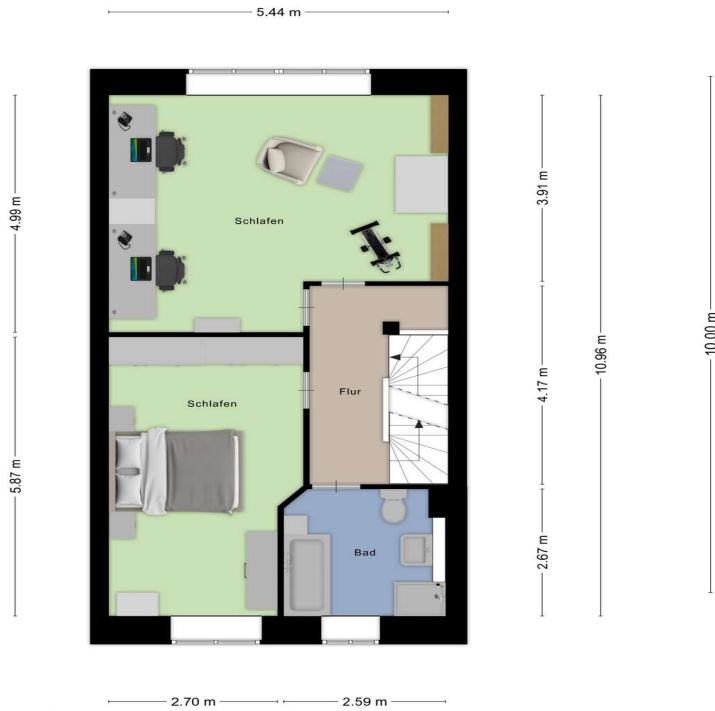 5.44 m
Schlafen
Schlafen
Flur
Bad
4.99 m
5.87 m
3.91 m
4.17 m
2.67 m
10.96 m
10.00 m
2.70 m
2.59 m